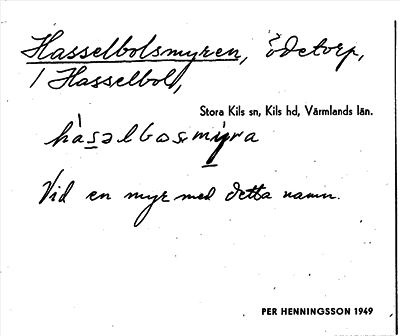 Hasselbolsmyren, ödetorp,
/ Hasselbol,
Stora Kils sn, Kils hd, Värmlands län.
hàsəlbosmýra
Vid en myr med detta namn.
PER HENNINGSSON 1949